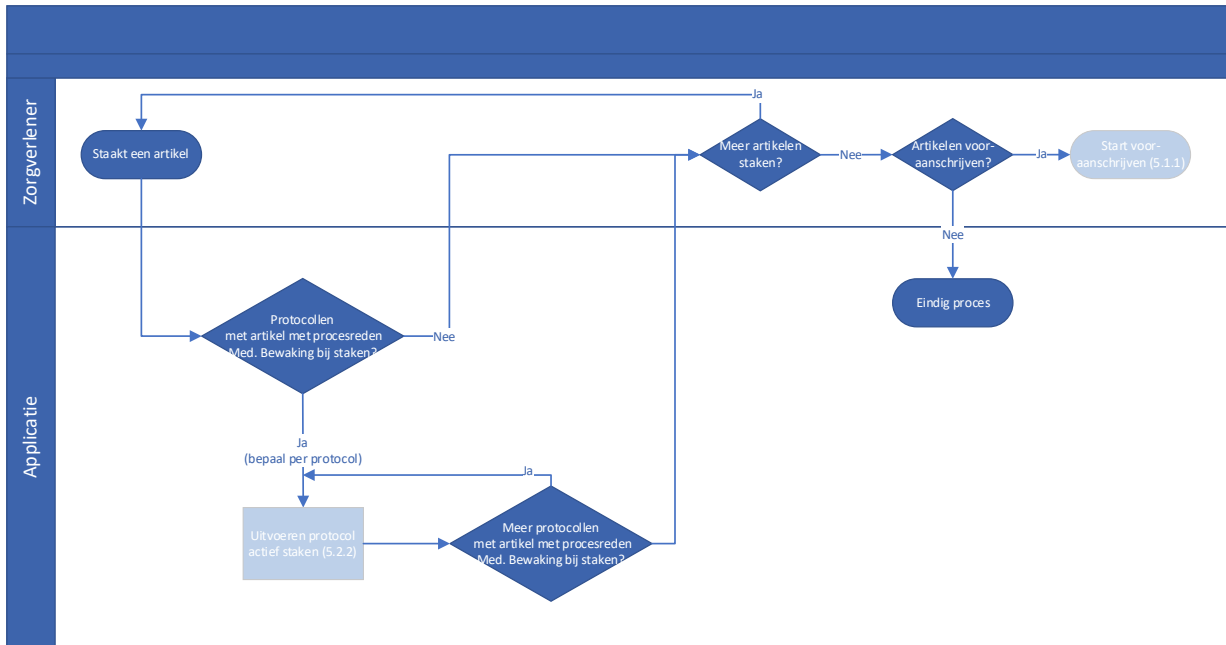 Zorgverlener
Ja
Staakt een artikel
Meer artikelen
staken?
Nee
Artikelen voor-
aanschrijven?
Ja
Start voor-
aanschrijven (5.1.1)
Nee
Applicatie
Eindig proces
Protocollen
met artikel met procesreden
Med. Bewaking bij staken?
Nee
Ja
(bepaal per protocol)
Ja
Uitvoeren protocol
actief staken (5.2.2)
Meer protocollen
met artikel met procesreden
Med. Bewaking bij staken?